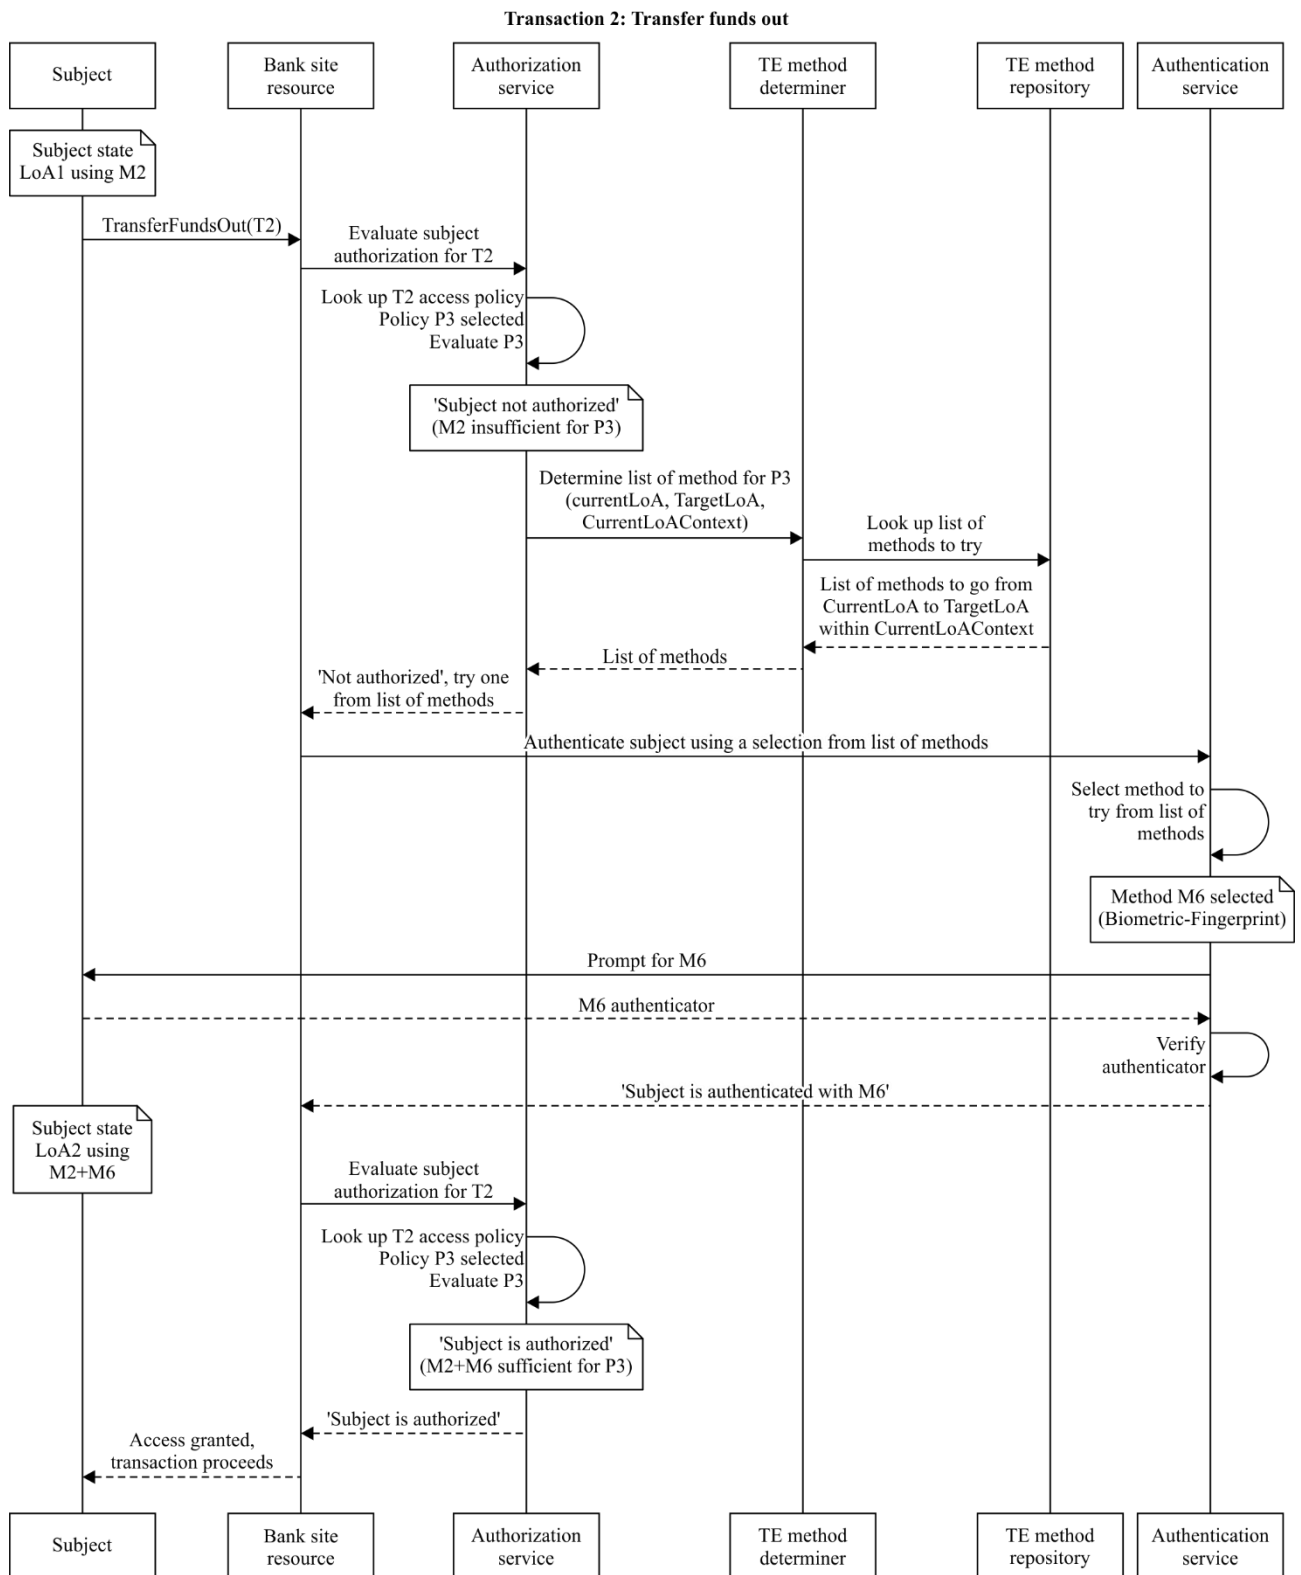 Transaction 2: Transfer funds out
Subject
Bank site
resource
Authorization
service
TE method
determiner
TE method
repository
Authentication
service
Subject state
LoA1 using M2
TransferFundsOut(T2)
Evaluate subject
authorization for T2
Look up T2 access policy
Policy P3 selected
Evaluate P3
'Subject not authorized'
(M2 insufficient for P3)
Determine list of method for P3
(currentLoA, TargetLoA,
CurrentLoAContext)
Look up list of
methods to try
List of methods to go from
CurrentLoA to TargetLoA
within CurrentLoAContext
List of methods
'Not authorized', try one
from list of methods
Authenticate subject using a selection from list of methods
Select method to
try from list of
methods
Method M6 selected
(Biometric-Fingerprint)
Prompt for M6
M6 authenticator
Verify
authenticator
'Subject is authenticated with M6'
Subject state
LoA2 using
M2+M6
Evaluate subject
authorization for T2
Look up T2 access policy
Policy P3 selected
Evaluate P3
'Subject is authorized'
(M2+M6 sufficient for P3)
'Subject is authorized'
Access granted,
transaction proceeds
Subject
Bank site
resource
Authorization
service
TE method
determiner
TE method
repository
Authentication
service